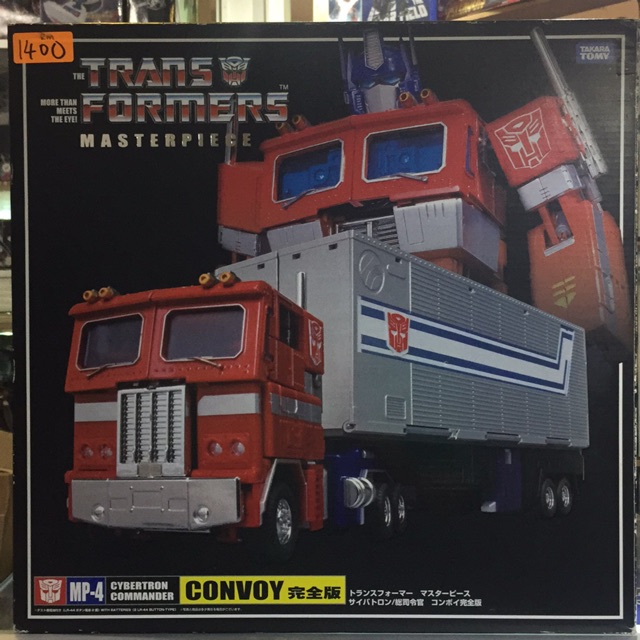 RM
1400
TAKARA
TOMY
THE TRANSFORMERS™
MORE THAN
MEETS
THE EYE!
MASTERPIECE
MP-4
CYBERTRON
COMMANDER
CONVOY 完全版
トランスフォーマー マスターピース
サイバトロン/総司令官 コンボイ完全版